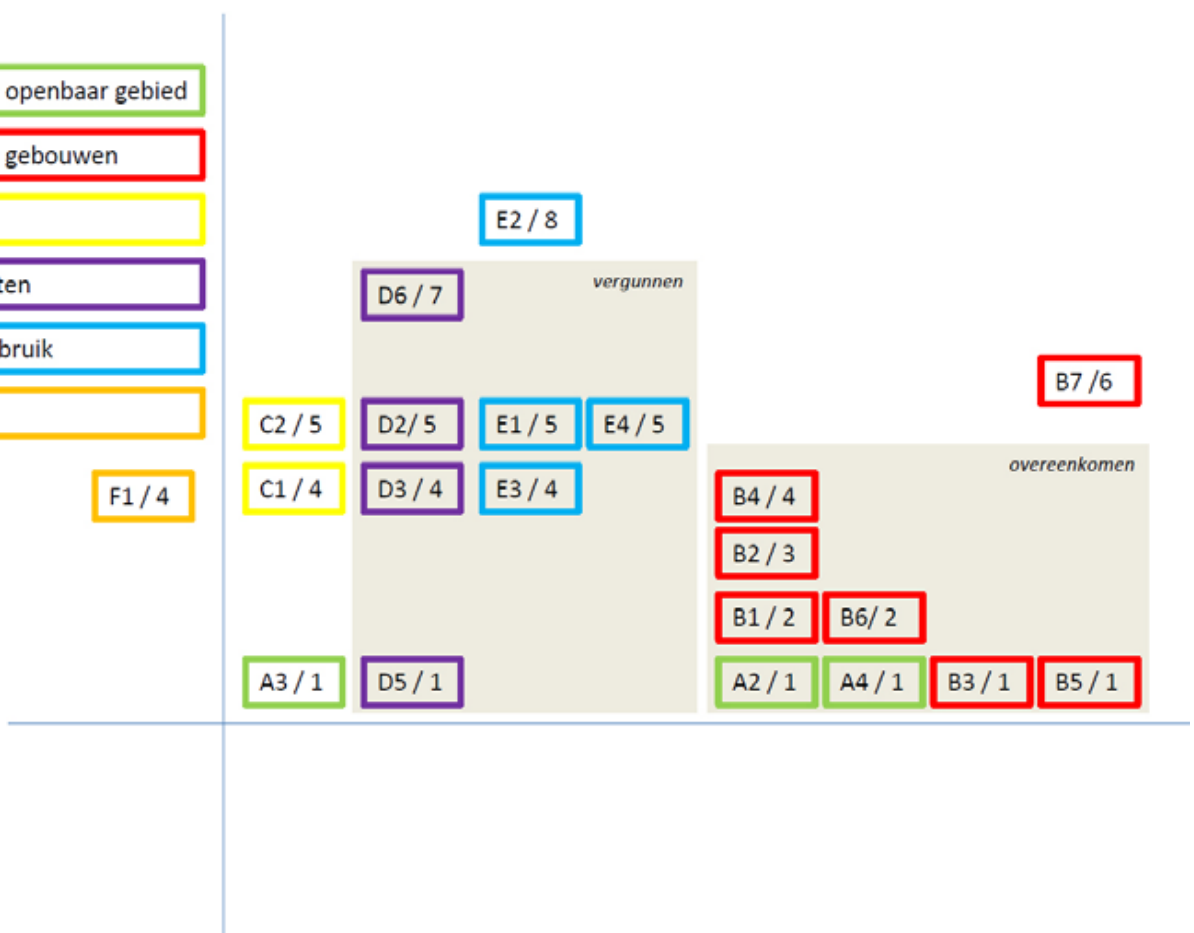 openbaar gebied
gebouwen
E2 / 8
ten
D6 / 7
vergunnen
bruik
B7 /6
C2 / 5
D2/ 5
E1 / 5
E4 / 5
overeenkomen
F1 / 4
C1 / 4
D3 / 4
E3 / 4
B4 / 4
B2 / 3
B1 / 2
B6/ 2
A3 / 1
D5 / 1
A2 / 1
A4 / 1
B3 / 1
B5 / 1